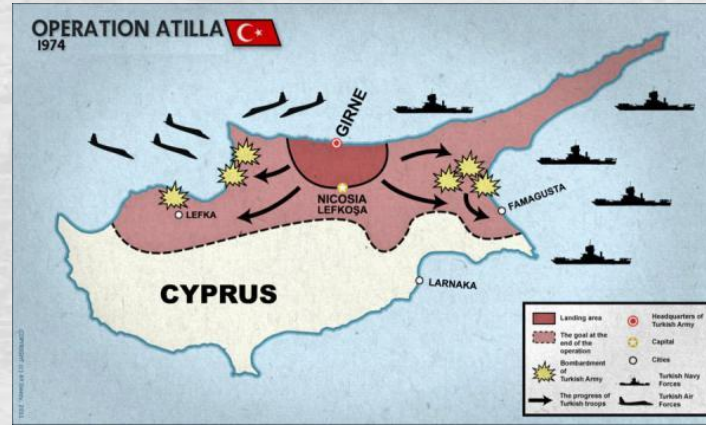 OPERATION ATILLA
1974
GIRNE
NICOSIA
LEFKOŞA
FAMAGUSTA
LEFKA
LARNAKA
CYPRUS
Landing area
The goal at the
end of the
operation
Bombardment
of
Turkish Army
The progress of
Turkish troops
Headquarters of
Turkish Army
Capital
Cities
Turkish Navy
Forces
Turkish Air
Forces